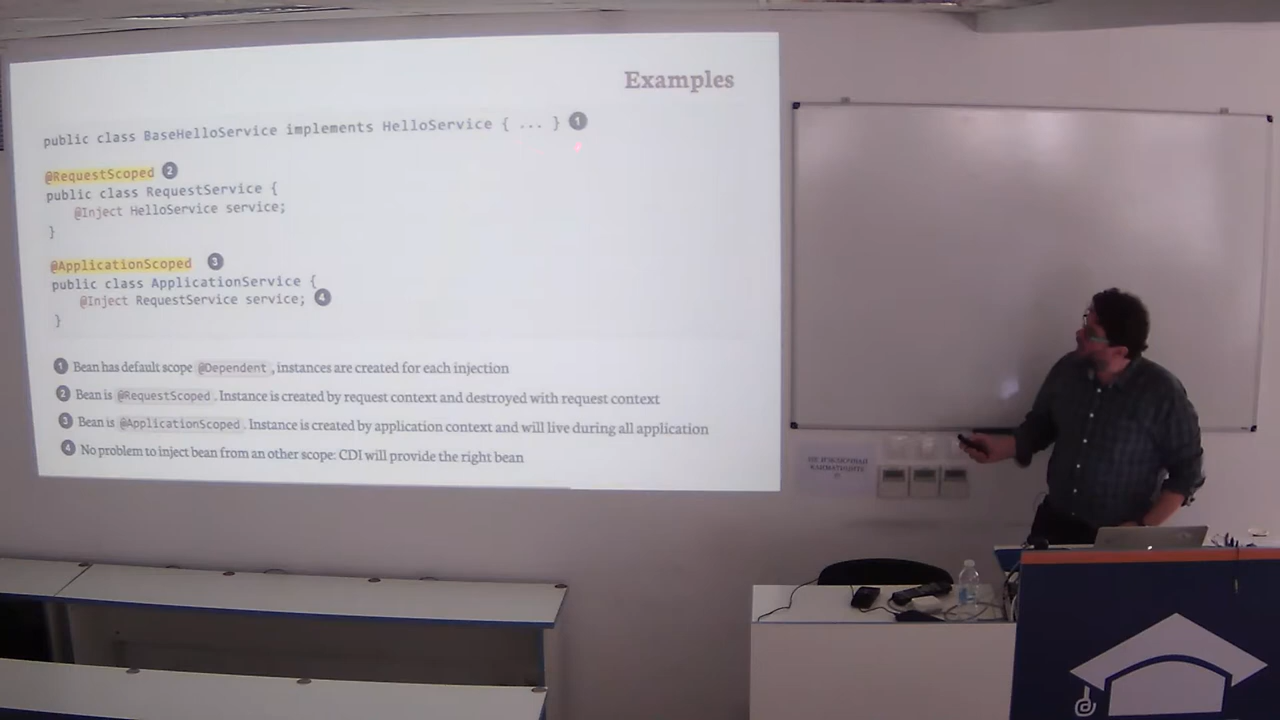 Examples
public class BaseHelloService implements HelloService { ... } 1
@RequestScoped 2
public class RequestService {
@Inject HelloService service;
}
@ApplicationScoped 3
public class ApplicationService {
@Inject RequestService service; 4
}
1 Bean has default scope @Dependent, instances are created for each injection
2 Bean is @RequestScoped. Instance is created by request context and destroyed with request context
3 Bean is @ApplicationScoped. Instance is created by application context and will live during all application
4 No problem to inject bean from an other scope: CDI will provide the right bean